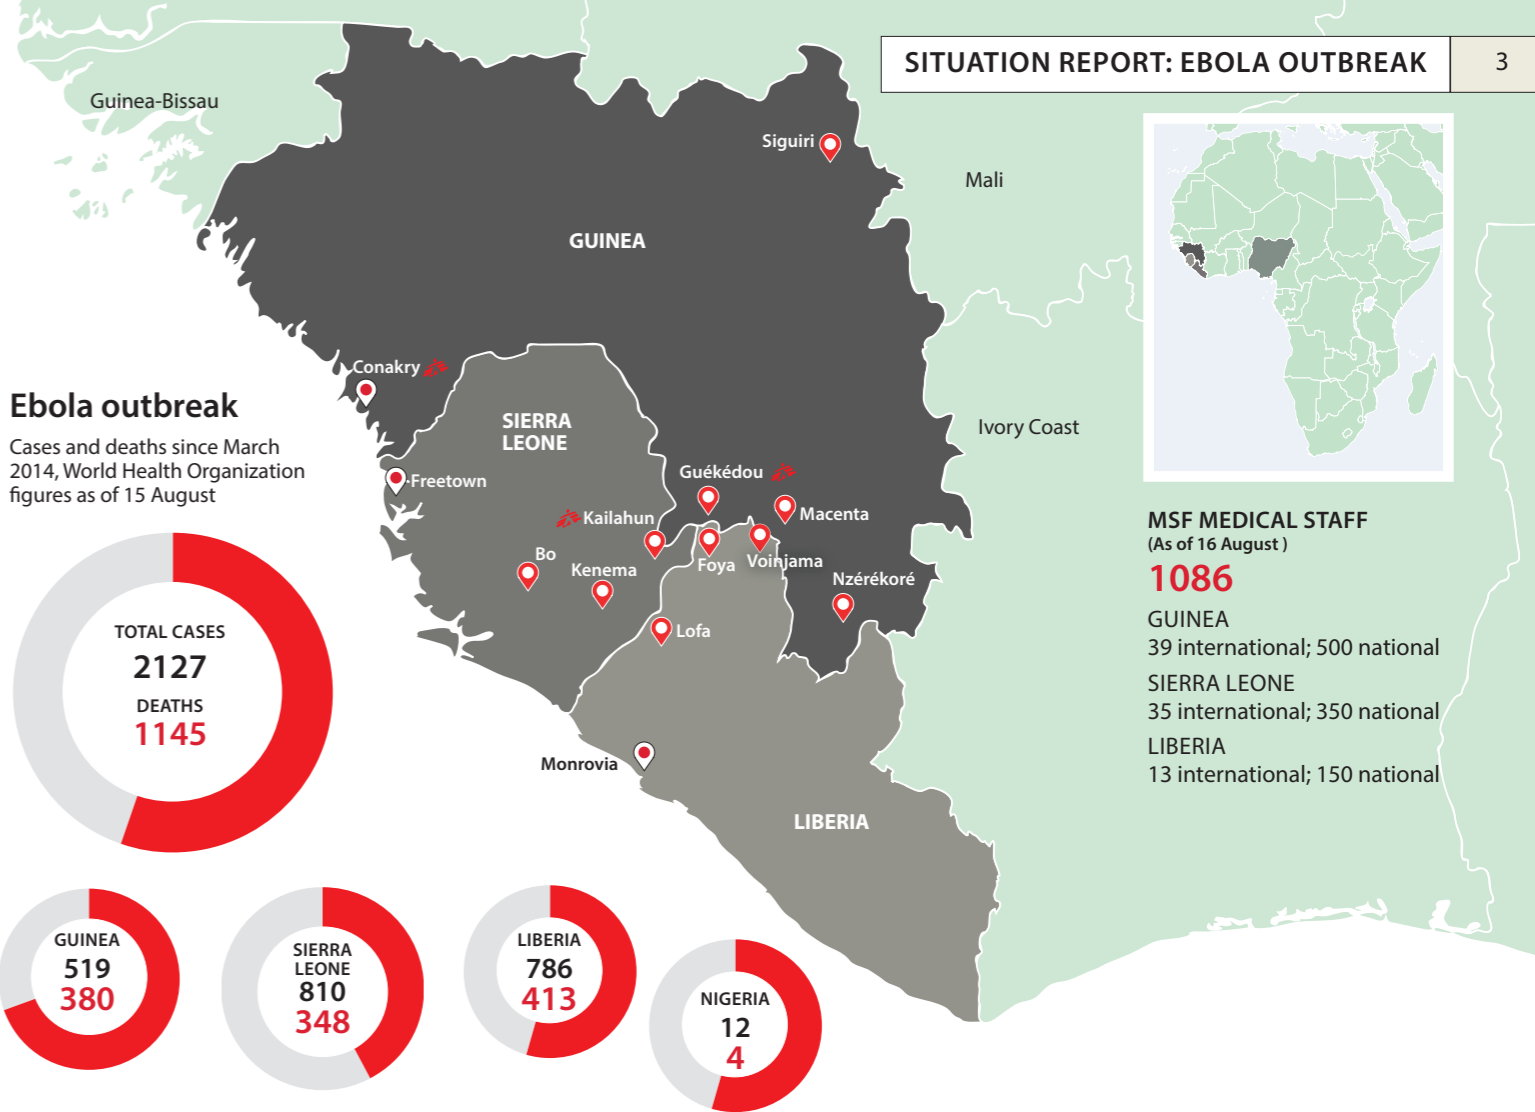 SITUATION REPORT: EBOLA OUTBREAK
3
Guinea-Bissau
Siguiri
Mali
GUINEA
Conakry
Ivory Coast
SIERRA
LEONE
Freetown
Guékédou
Macenta
Kailahun
Bo
Kenema
Foya
Voinjama
Nzérékoré
Lofa
Monrovia
LIBERIA
Ebola outbreak
Cases and deaths since March
2014, World Health Organization
figures as of 15 August
TOTAL CASES
2127
DEATHS
1145
GUINEA
519
380
SIERRA
LEONE
810
348
LIBERIA
786
413
NIGERIA
12
4
MSF MEDICAL STAFF
(As of 16 August )
1086
GUINEA
39 international; 500 national
SIERRA LEONE
35 international; 350 national
LIBERIA
13 international; 150 national